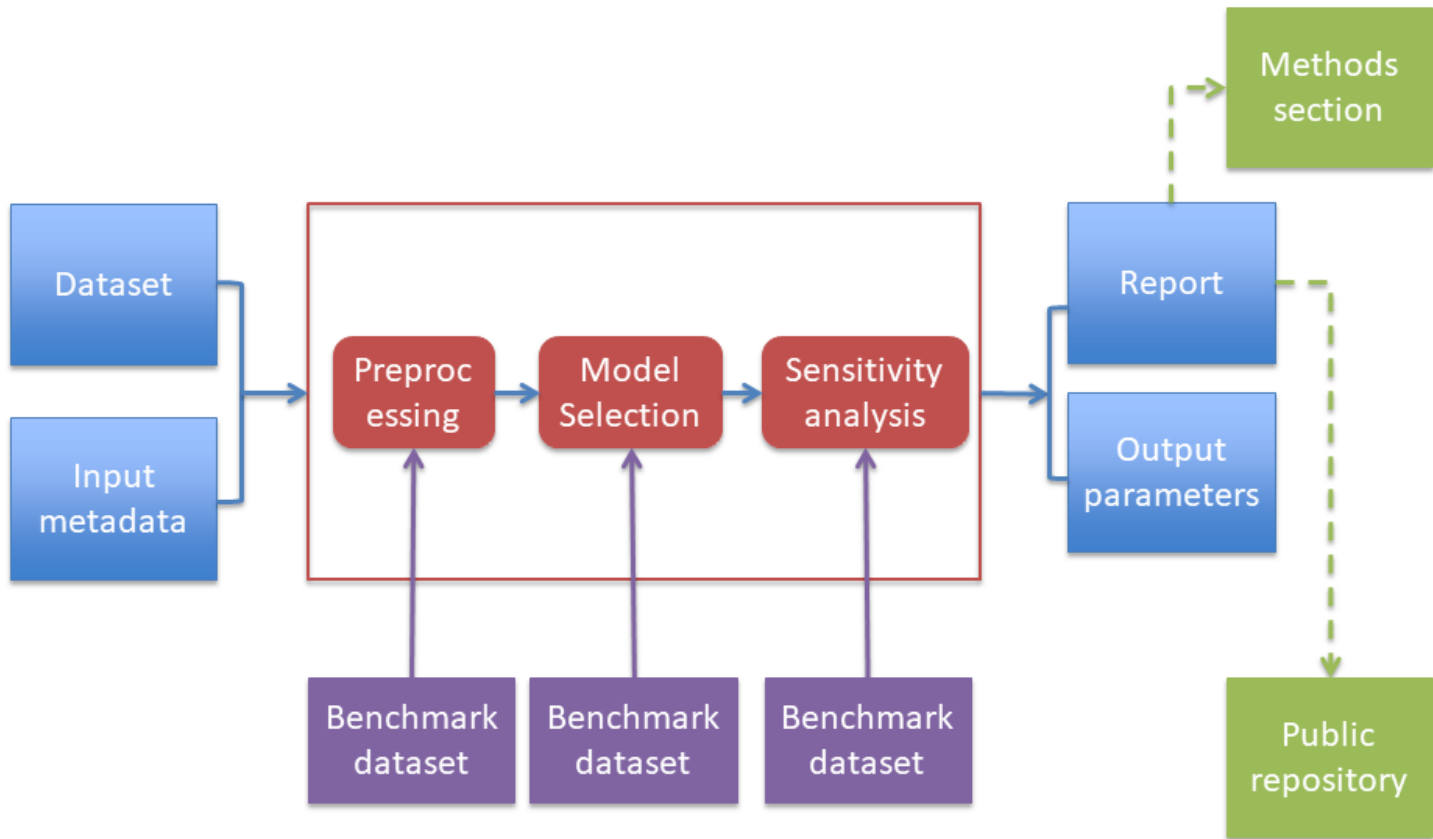 Methods
section
Dataset
Input
metadata
Preproc
essing
Model
Selection
Sensitivity
analysis
Report
Output
parameters
Benchmark
dataset
Benchmark
dataset
Benchmark
dataset
Public
repository